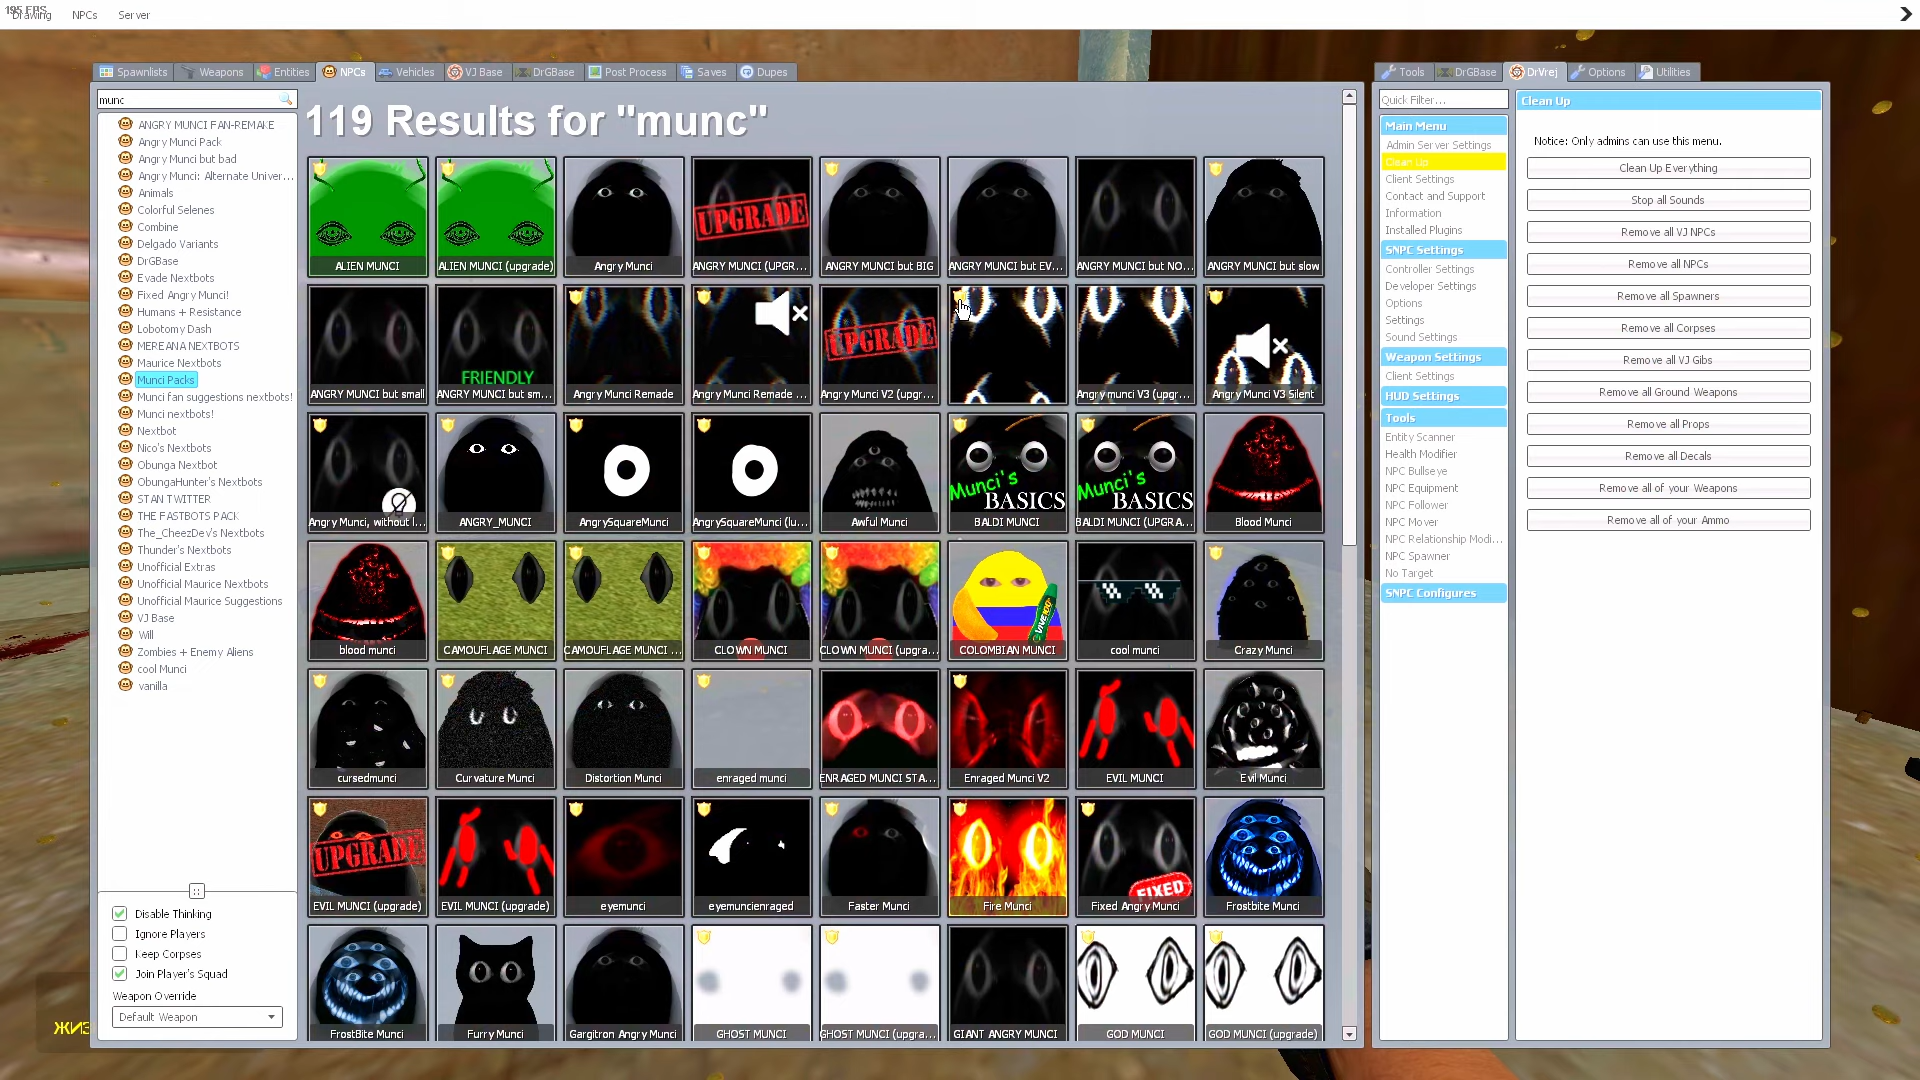 195 FPS
Drawing NPCs Server
Spawnlists Weapons Entities NPCs Vehicles VJ Base DrGBase Post Process Saves Dupes
Tools DrGBase DrVrej Options Utilities
munc
ANGRY MUNCI FAN-REMAKE
Angry Munci Pack
Angry Munci but bad
Angry Munci: Alternate Univer...
Animals
Colorful Selenes
Combine
Delgado Variants
DrGBase
Evade Nextbots
Fixed Angry Munci!
Humans + Resistance
Lobotomy Dash
MEREANA NEXTBOTS
Maurice Nextbots
Munci Packs
Munci fan suggestions nextbots!
Munci nextbots!
Nextbot
Nico's Nextbots
Obunga Nextbot
ObungaHunter's Nextbots
STAN TWITTER
THE FASTBOTS PACK
The_CheezDev's Nextbots
Thunder's Nextbots
Unofficial Extras
Unofficial Maurice Nextbots
Unofficial Maurice Suggestions
VJ Base
Will
Zombies + Enemy Aliens
cool Munci
vanilla
Disable Thinking
Ignore Players
Keep Corpses
Join Player's Squad
Weapon Override
Default Weapon
ЖИЗ
119 Results for "munc"
UPGRADE
ALIEN MUNCI
ALIEN MUNCI (upgrade)
Angry Munci
ANGRY MUNCI (UPGR...
ANGRY MUNCI but BIG
ANGRY MUNCI but EV...
ANGRY MUNCI but NO...
ANGRY MUNCI but slow
FRIENDLY
UPGRADE
ANGRY MUNCI but small
ANGRY MUNCI but sm...
Angry Munci Remade
Angry Munci Remade ...
Angry Munci V2 (upgr...
Angry munci V3 (upgr...
Angry Munci V3 Silent
Munci's
BASICS
Munci's
BASICS
Angry Munci, without l...
ANGRY_MUNCI
AngrySquareMunci
AngrySquareMunci (lu...
Awful Munci
BALDI MUNCI
BALDI MUNCI (UPGRA...
Blood Munci
blood munci
CAMOUFLAGE MUNCI
CAMOUFLAGE MUNCI ...
CLOWN MUNCI
CLOWN MUNCI (upgra...
COLOMBIAN MUNCI
cool munci
Crazy Munci
cursedmunci
Curvature Munci
Distortion Munci
enraged munci
ENRAGED MUNCI STA...
Enraged Munci V2
EVIL MUNCI
Evil Munci
UPGRADE
FIXED
EVIL MUNCI (upgrade)
EVIL MUNCI (upgrade)
eyemunci
eyemuncienraged
Faster Munci
Fire Munci
Fixed Angry Munci
Frostbite Munci
FrostBite Munci
Furry Munci
Gargitron Angry Munci
GHOST MUNCI
GHOST MUNCI (upgra...
GIANT ANGRY MUNCI
GOD MUNCI
GOD MUNCI (upgrade)
Quick Filter...
Main Menu
Admin Server Settings
Clean Up
Client Settings
Contact and Support
Information
Installed Plugins
SNPC Settings
Controller Settings
Developer Settings
Options
Settings
Sound Settings
Weapon Settings
Client Settings
HUD Settings
Tools
Entity Scanner
Health Modifier
NPC Bullseye
NPC Equipment
NPC Follower
NPC Mover
NPC Relationship Modi...
NPC Spawner
No Target
SNPC Configures
Clean Up
Notice: Only admins can use this menu.
Clean Up Everything
Stop all Sounds
Remove all VJ NPCs
Remove all NPCs
Remove all Spawners
Remove all Corpses
Remove all VJ Gibs
Remove all Ground Weapons
Remove all Props
Remove all Decals
Remove all of your Weapons
Remove all of your Ammo